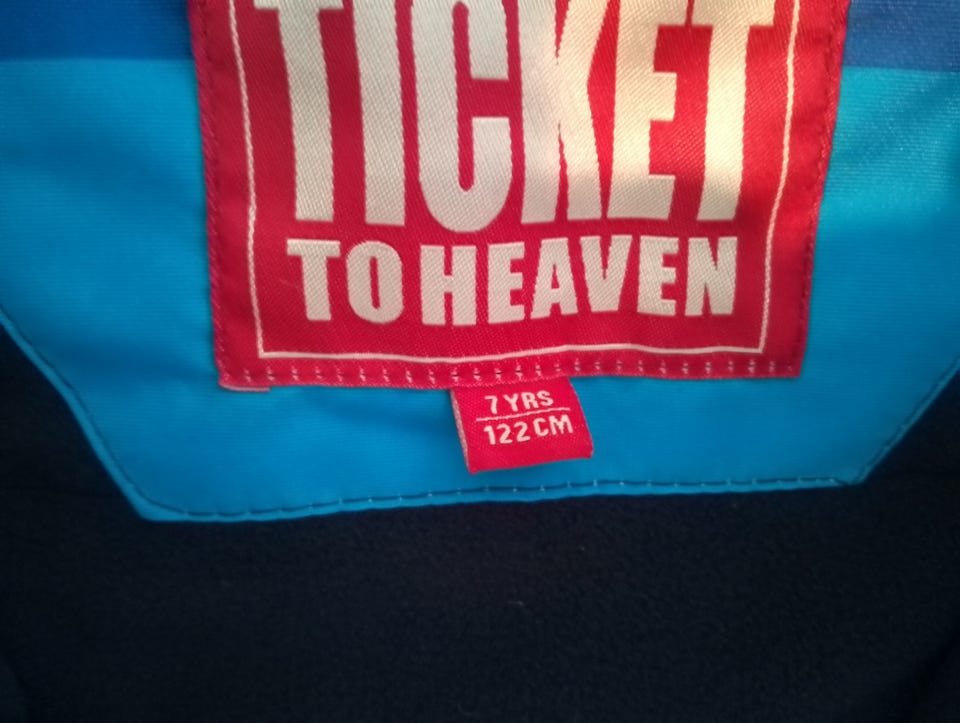 TICKET
TO HEAVEN
7 YRS
122 CM